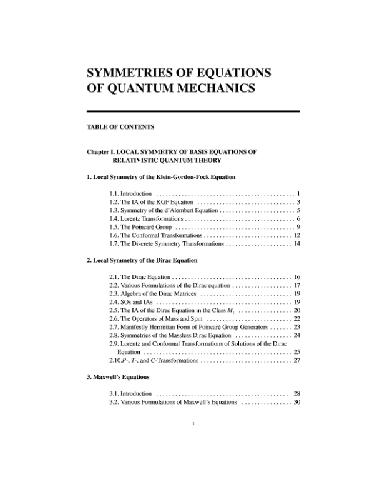 SYMMETRIES OF EQUATIONS
OF QUANTUM MECHANICS
TABLE OF CONTENTS
Chapter I. LOCAL SYMMETRY OF BASIS EQUATIONS OF
RELATIVISTIC QUANTUM THEORY
1. Local Symmetry of the Klein-Gordon-Fock Equation
1.1. Introduction . . . . . . . . . . . . . . . . . . . . . . . . . . . . . . . . . . . . . . 1
1.2. The IA of the KGF Equation . . . . . . . . . . . . . . . . . . . . . . . . . . 3
1.3. Symmetry of the d'Alembert Equation . . . . . . . . . . . . . . . . . . . . . 5
1.4. Lorentz Transformations . . . . . . . . . . . . . . . . . . . . . . . . . . . . . 6
1.5. The Poincaré Group . . . . . . . . . . . . . . . . . . . . . . . . . . . . . . . . 9
1.6. The Conformal Transformations . . . . . . . . . . . . . . . . . . . . . . . . 12
1.7. The Discrete Symmetry Transformations . . . . . . . . . . . . . . . . . . 14
2. Local Symmetry of the Dirac Equation
2.1. The Dirac Equation . . . . . . . . . . . . . . . . . . . . . . . . . . . . . . . . 16
2.2. Various Formulations of the Dirac equation . . . . . . . . . . . . . . . . 17
2.3. Algebra of the Dirac Matrices . . . . . . . . . . . . . . . . . . . . . . . . . 19
2.4. SOs and IAs . . . . . . . . . . . . . . . . . . . . . . . . . . . . . . . . . . . . . 19
2.5. The IA of the Dirac Equation in the Class M₁ . . . . . . . . . . . . . . 20
2.6. The Operators of Mass and Spin . . . . . . . . . . . . . . . . . . . . . . . 22
2.7. Manifestly Hermitian Form of Poincaré Group Generators . . . . . . . 23
2.8. Symmetries of the Massless Dirac Equation . . . . . . . . . . . . . . . 24
2.9. Lorentz and Conformal Transformations of Solutions of the Dirac
Equation . . . . . . . . . . . . . . . . . . . . . . . . . . . . . . . . . . . . . . 25
2.10. P-, T-, and C-Transformations . . . . . . . . . . . . . . . . . . . . . . . . 27
3. Maxwell's Equations
3.1. Introduction . . . . . . . . . . . . . . . . . . . . . . . . . . . . . . . . . . . . . 28
3.2. Various Formulations of Maxwell's Equations . . . . . . . . . . . . . . . 30